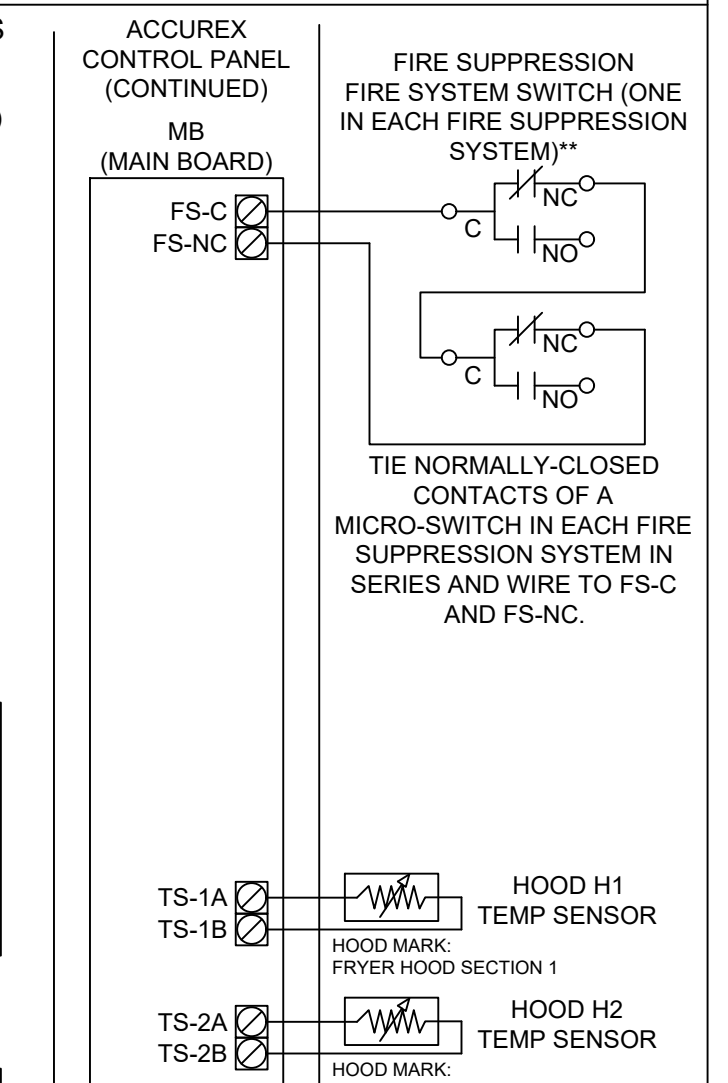 S
)
ACCUREX
CONTROL PANEL
(CONTINUED)
MB
(MAIN BOARD)
FIRE SUPPRESSION
FIRE SYSTEM SWITCH (ONE
IN EACH FIRE SUPPRESSION
SYSTEM)**
FS-C
FS-NC
C
NC
NO
C
NC
NO
TIE NORMALLY-CLOSED
CONTACTS OF A
MICRO-SWITCH IN EACH FIRE
SUPPRESSION SYSTEM IN
SERIES AND WIRE TO FS-C
AND FS-NC.
TS-1A
TS-1B
HOOD H1
TEMP SENSOR
HOOD MARK:
FRYER HOOD SECTION 1
TS-2A
TS-2B
HOOD H2
TEMP SENSOR
HOOD MARK: